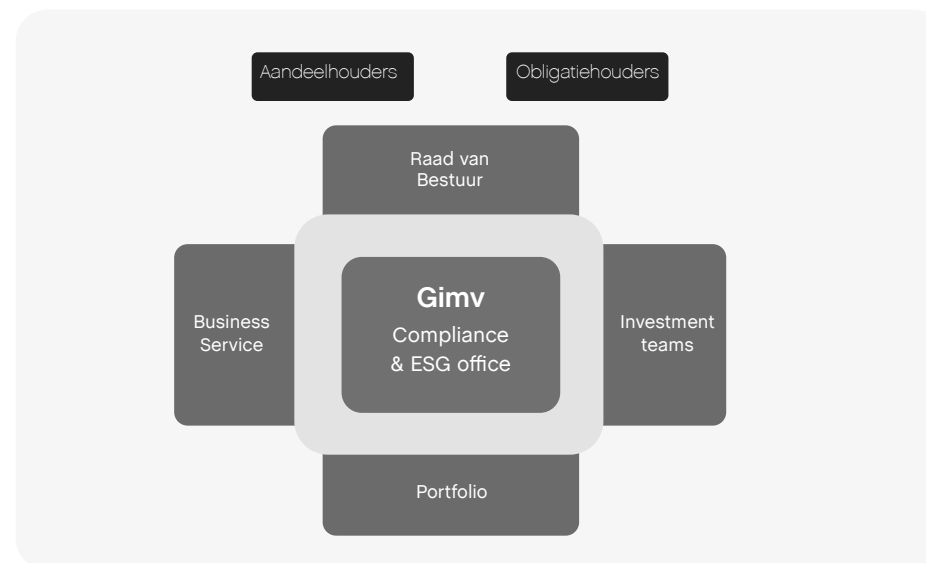 Aandeelhouders
Obligatiehouders
Raad van
Bestuur
Business
Service
Gimv
Compliance
& ESG office
Investment
teams
Portfolio